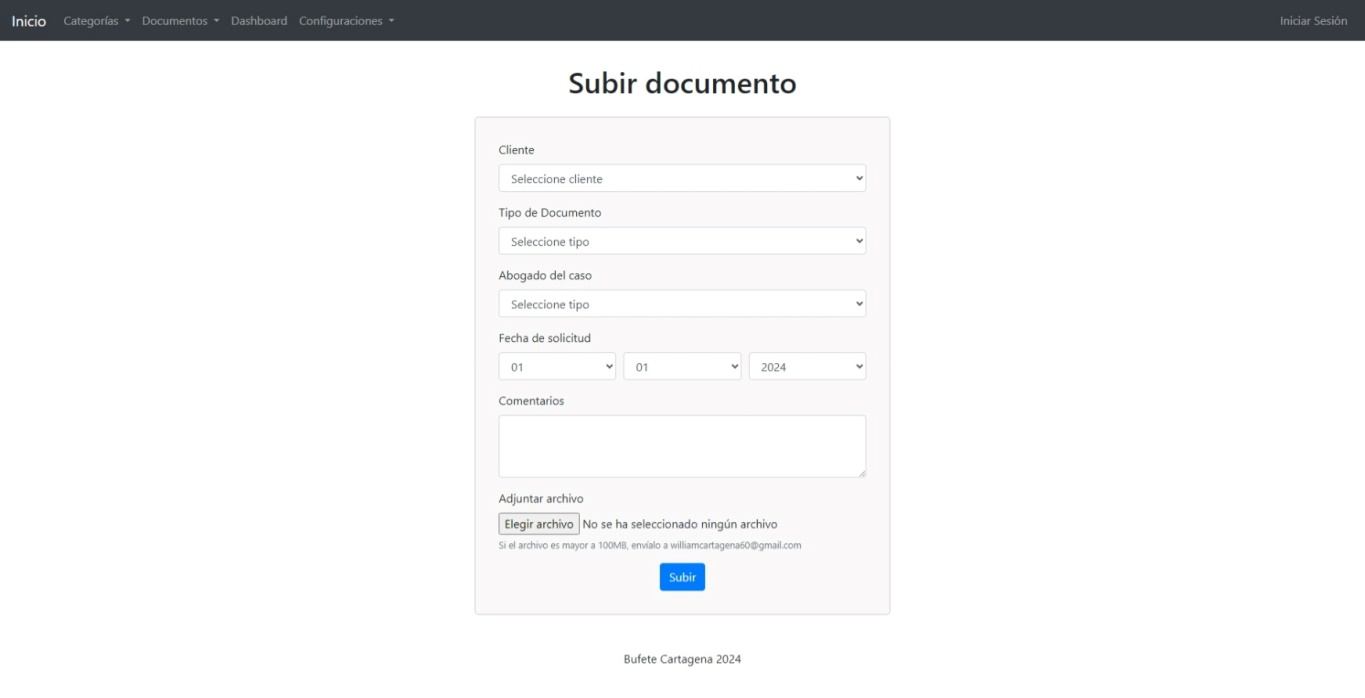 Inicio Categorías Documentos Dashboard Configuraciones Iniciar Sesión
Subir documento
Cliente
Seleccione cliente
Tipo de Documento
Seleccione tipo
Abogado del caso
Seleccione tipo
Fecha de solicitud
01 01 2024
Comentarios
Adjuntar archivo
Elegir archivo No se ha seleccionado ningún archivo
Si el archivo es mayor a 100MB, envíalo a williamcartagena60@gmail.com
Subir
Bufete Cartagena 2024